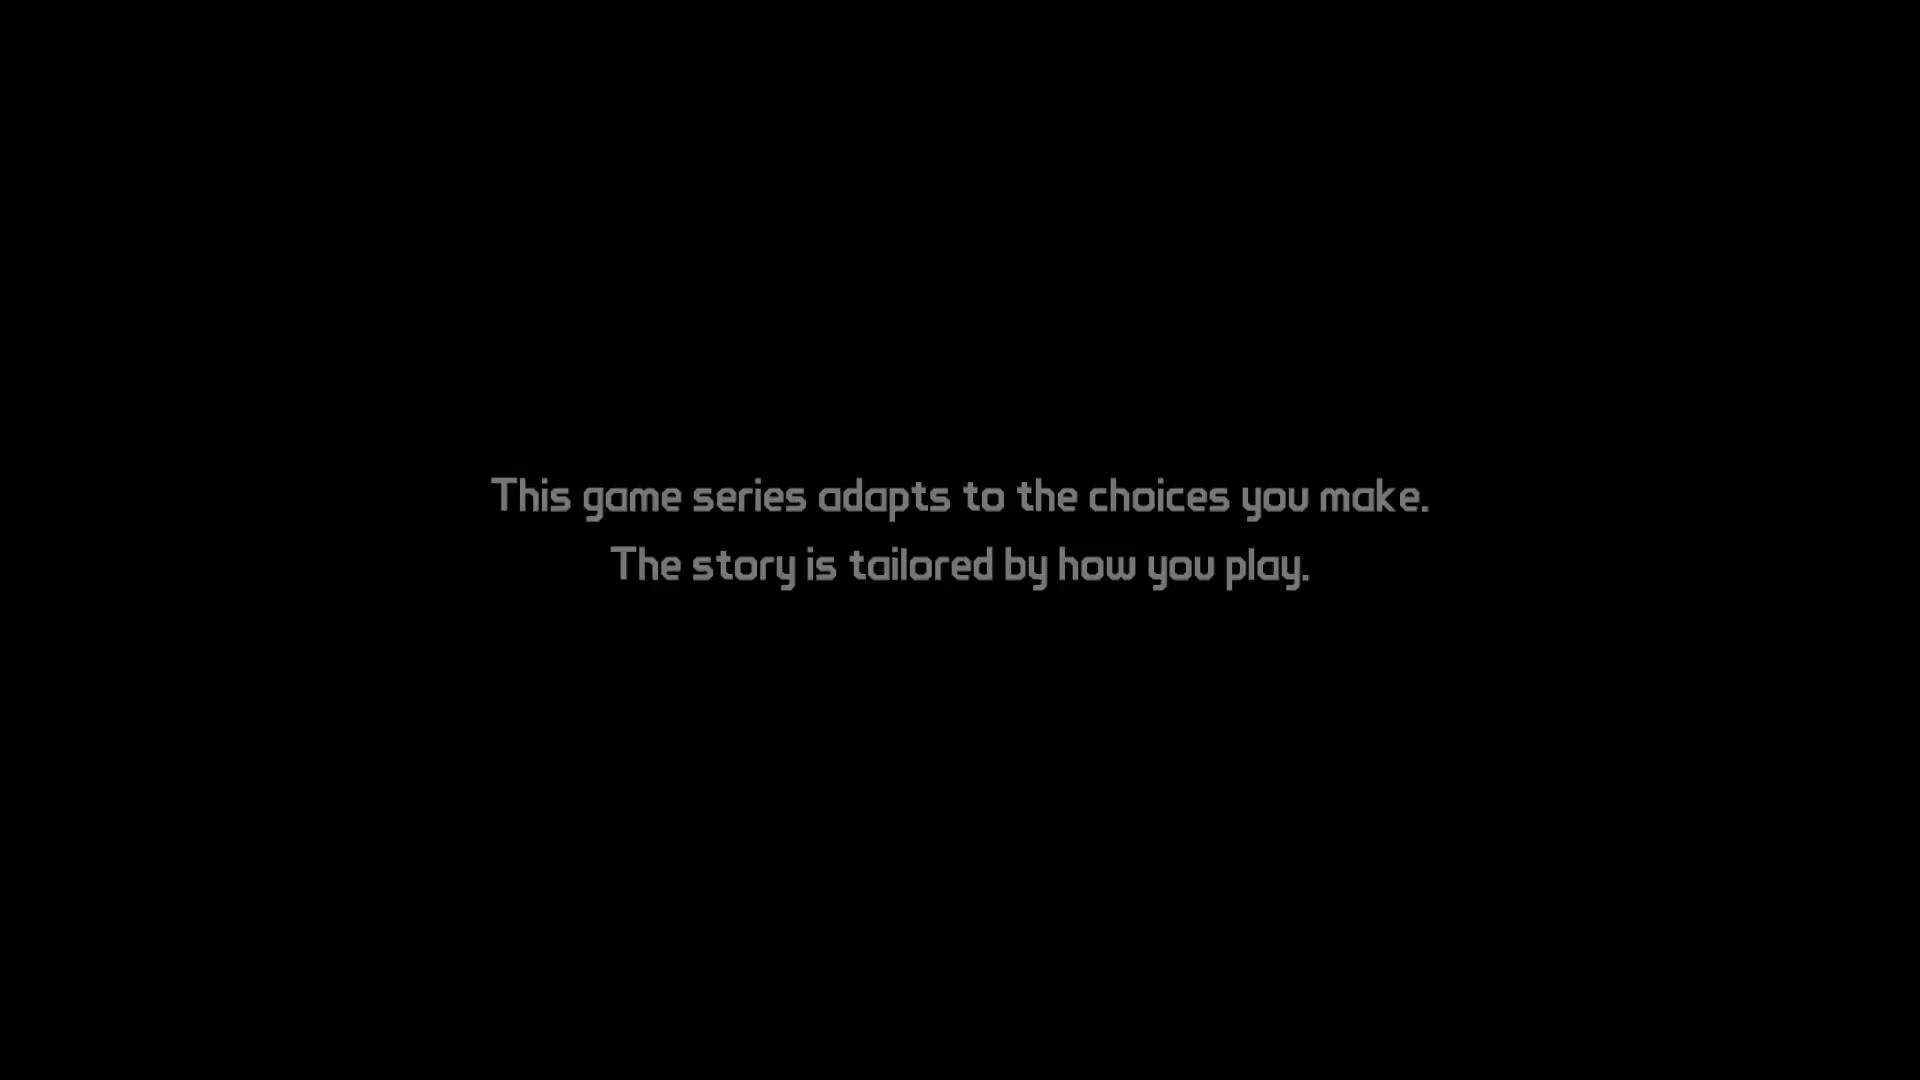 This game series adapts to the choices you make.
The story is tailored by how you play.